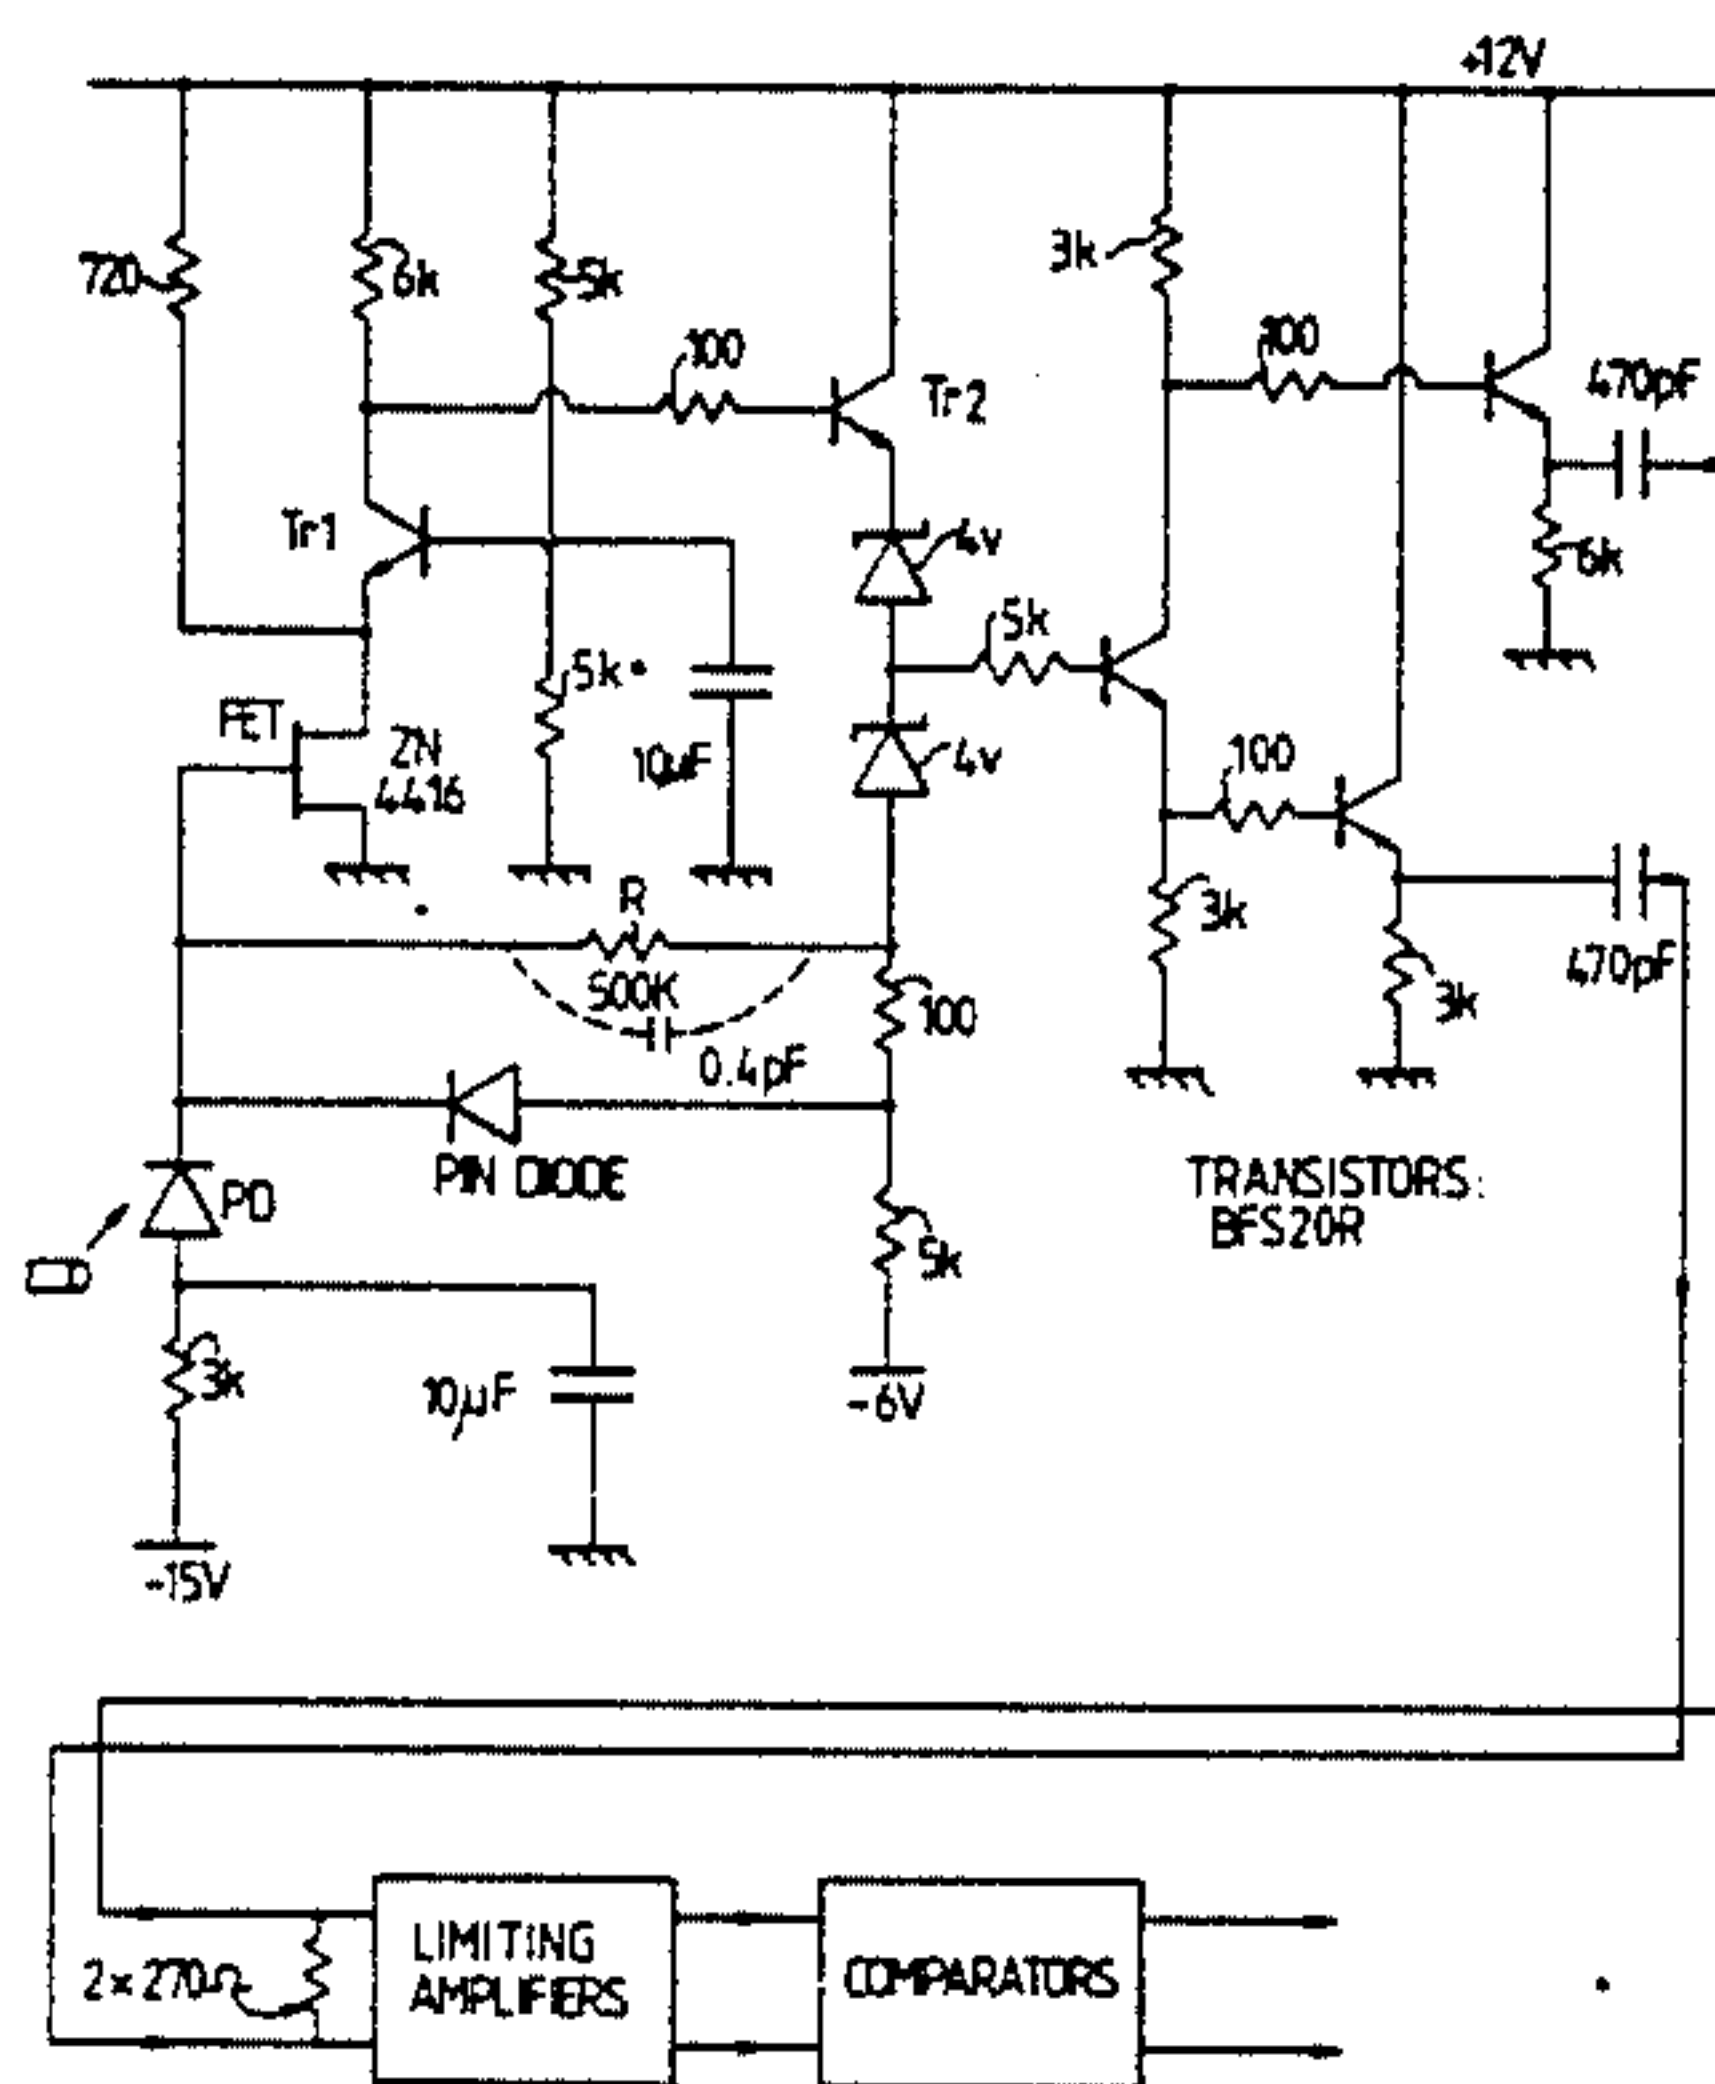 +12V
720
6k
5k
3k
100
100
470pF
Tr2
Tr1
4v
6k
5k
5k
FET
2N
4416
10µF
4v
100
R
3k
500K
470pF
100
3k
0.4pF
PIN DIODE
PD
TRANSISTORS:
BFS20R
5k
3k
10µF
-6V
-15V
LIMITING
AMPLIFIERS
2×270Ω
COMPARATORS